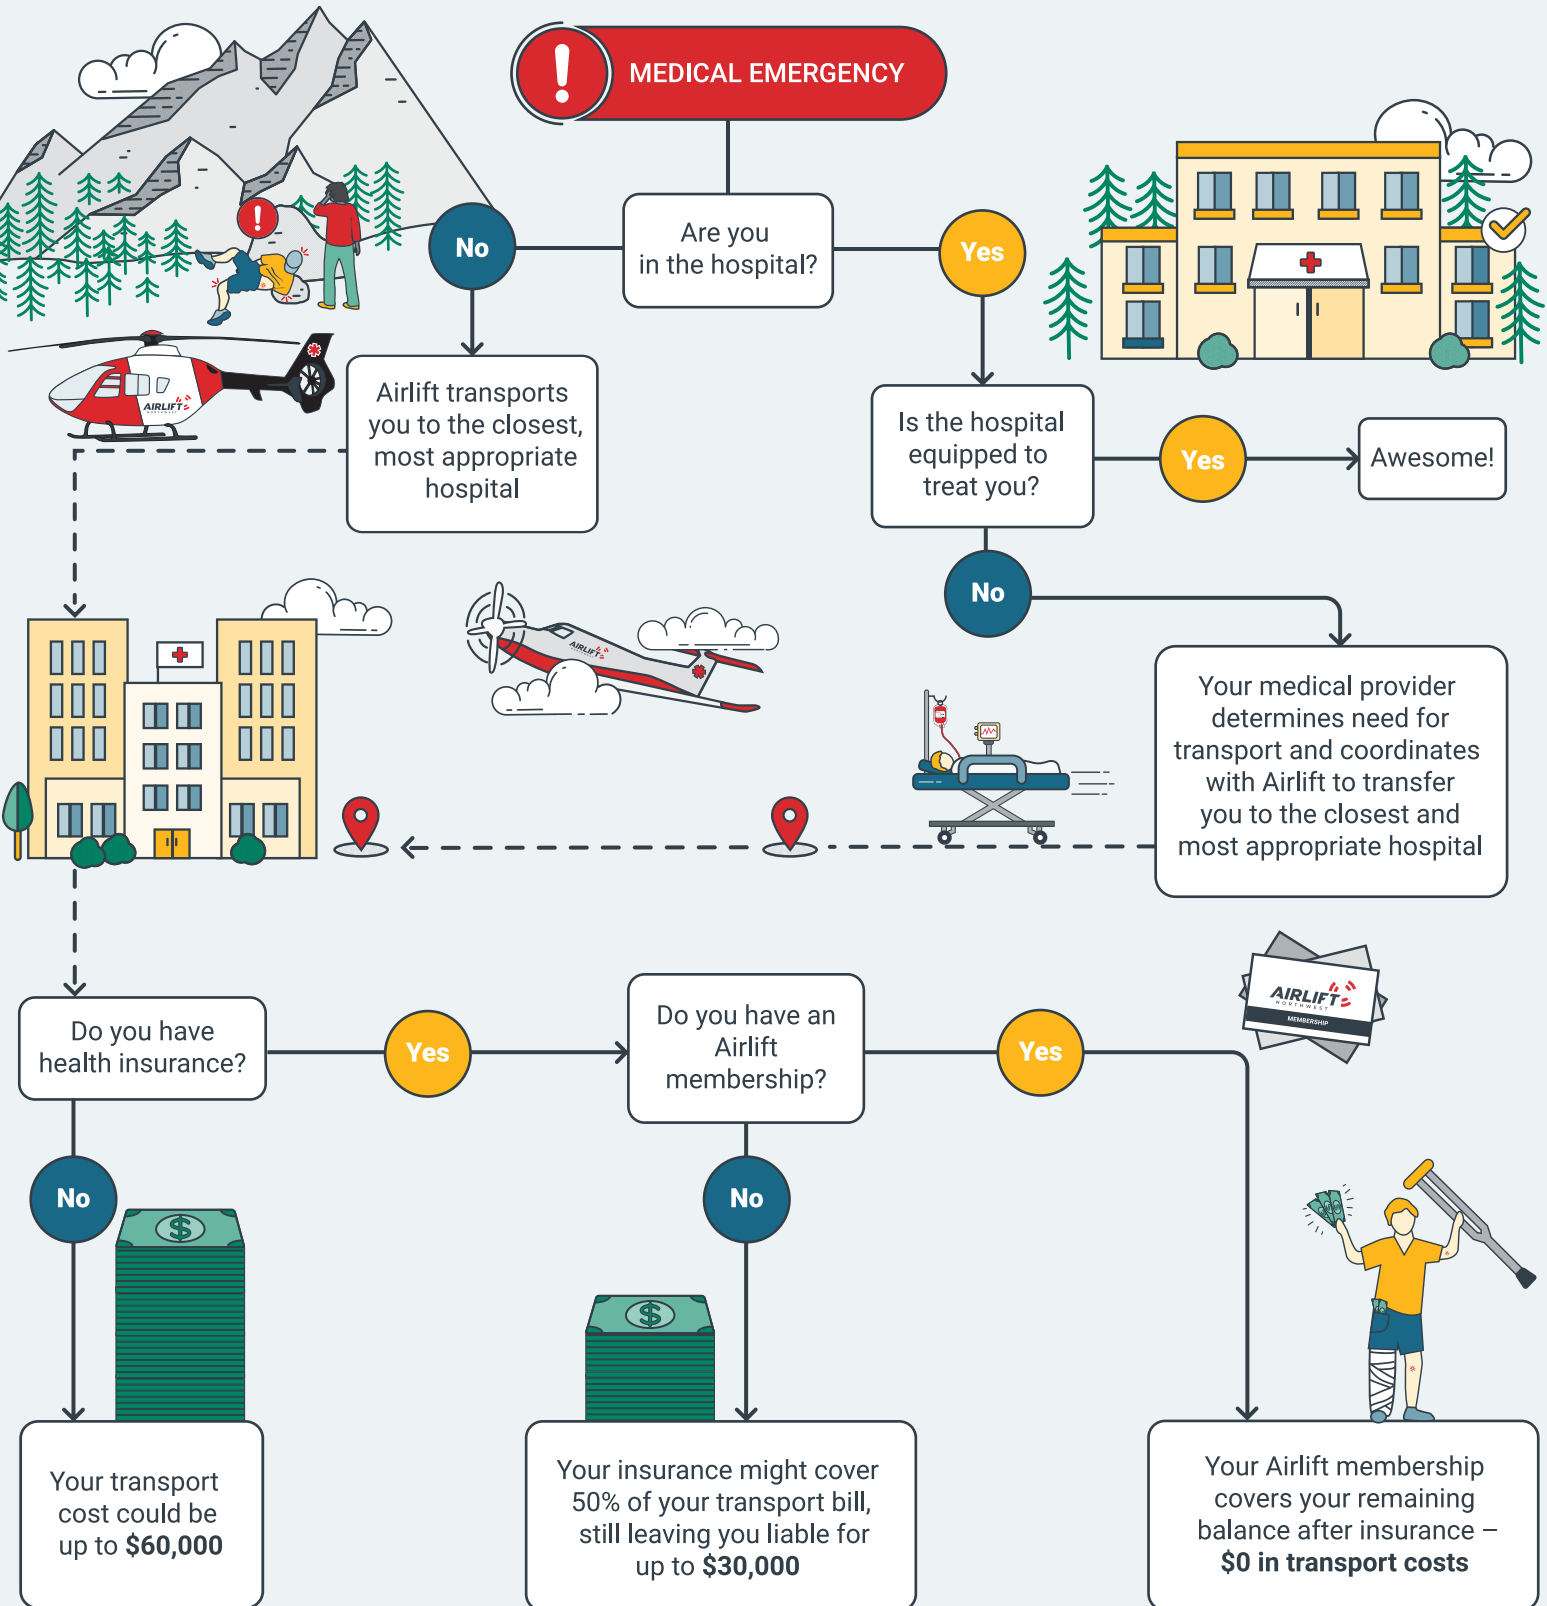 !
MEDICAL EMERGENCY
Are you
in the hospital?
No
Yes
!
AIRLIFT
NORTHWEST
Airlift transports
you to the closest,
most appropriate
hospital
Is the hospital
equipped to
treat you?
Yes
Awesome!
No
AIRLIFT
NORTHWEST
Your medical provider
determines need for
transport and coordinates
with Airlift to transfer
you to the closest and
most appropriate hospital
AIRLIFT
NORTHWEST
MEMBERSHIP
Do you have
health insurance?
Yes
Do you have an
Airlift
membership?
Yes
No
No
$
$
Your transport
cost could be
up to $60,000
Your insurance might cover
50% of your transport bill,
still leaving you liable for
up to $30,000
Your Airlift membership
covers your remaining
balance after insurance –
$0 in transport costs